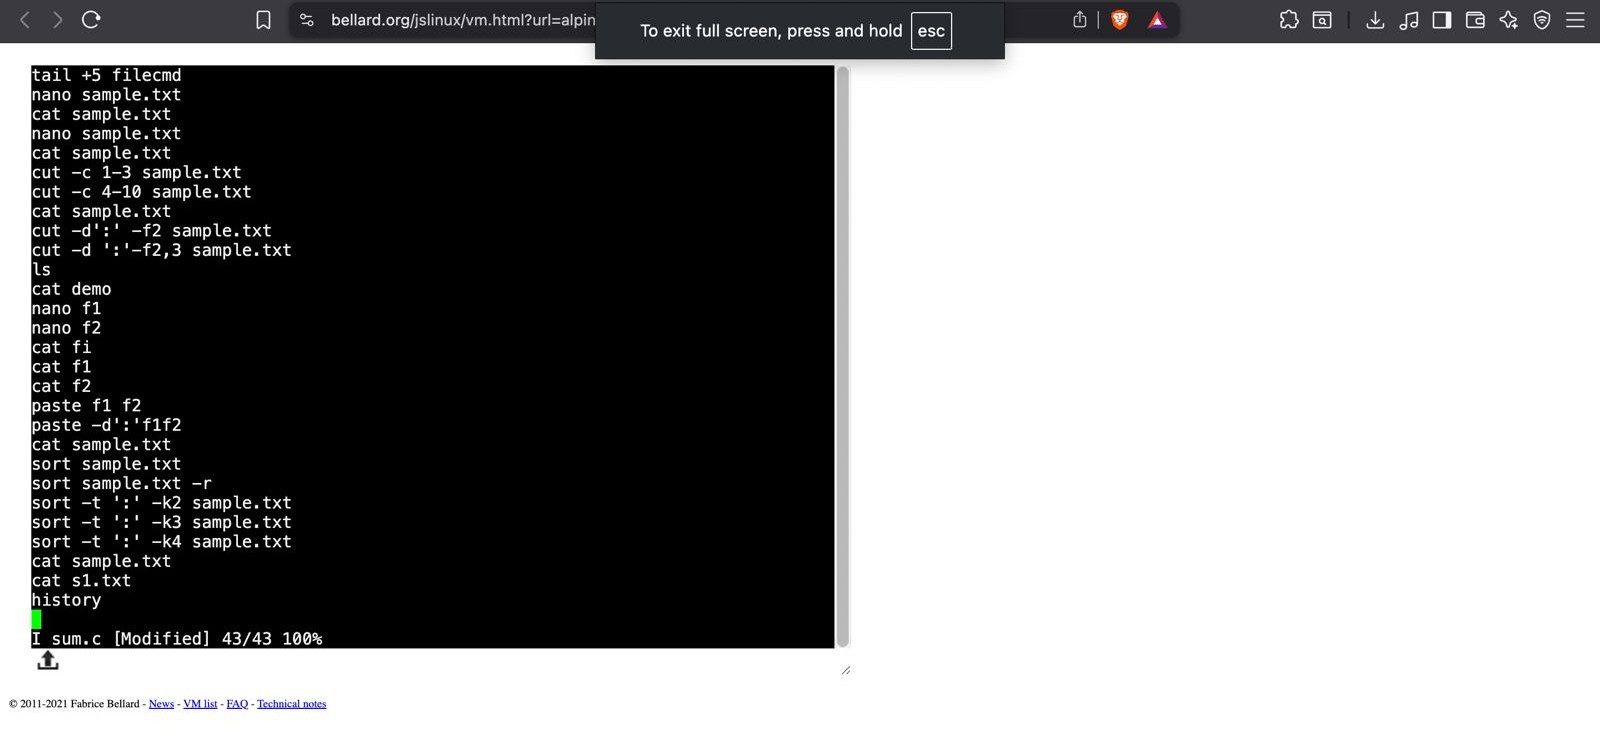 bellard.org/jslinux/vm.html?url=alpin
To exit full screen, press and hold esc
tail +5 filecmd
nano sample.txt
cat sample.txt
nano sample.txt
cat sample.txt
cut -c 1-3 sample.txt
cut -c 4-10 sample.txt
cat sample.txt
cut -d':' -f2 sample.txt
cut -d ':'-f2,3 sample.txt
ls
cat demo
nano f1
nano f2
cat fi
cat f1
cat f2
paste f1 f2
paste -d':'f1f2
cat sample.txt
sort sample.txt
sort sample.txt -r
sort -t ':' -k2 sample.txt
sort -t ':' -k3 sample.txt
sort -t ':' -k4 sample.txt
cat sample.txt
cat s1.txt
history
I sum.c [Modified] 43/43 100%
© 2011-2021 Fabrice Bellard - News - VM list - FAQ - Technical notes